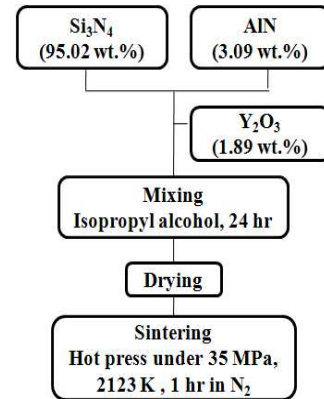 Si₃N₄
(95.02 wt.%)
AlN
(3.09 wt.%)
Y₂O₃
(1.89 wt.%)
Mixing
Isopropyl alcohol, 24 hr
Drying
Sintering
Hot press under 35 MPa,
2123 K , 1 hr in N₂